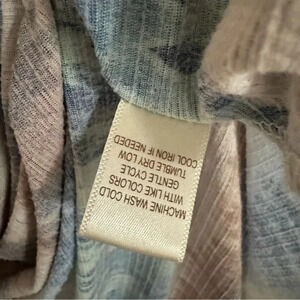 MACHINE WASH COLD
WITH LIKE COLORS
GENTLE CYCLE
TUMBLE DRY LOW
COOL IRON IF NEEDED